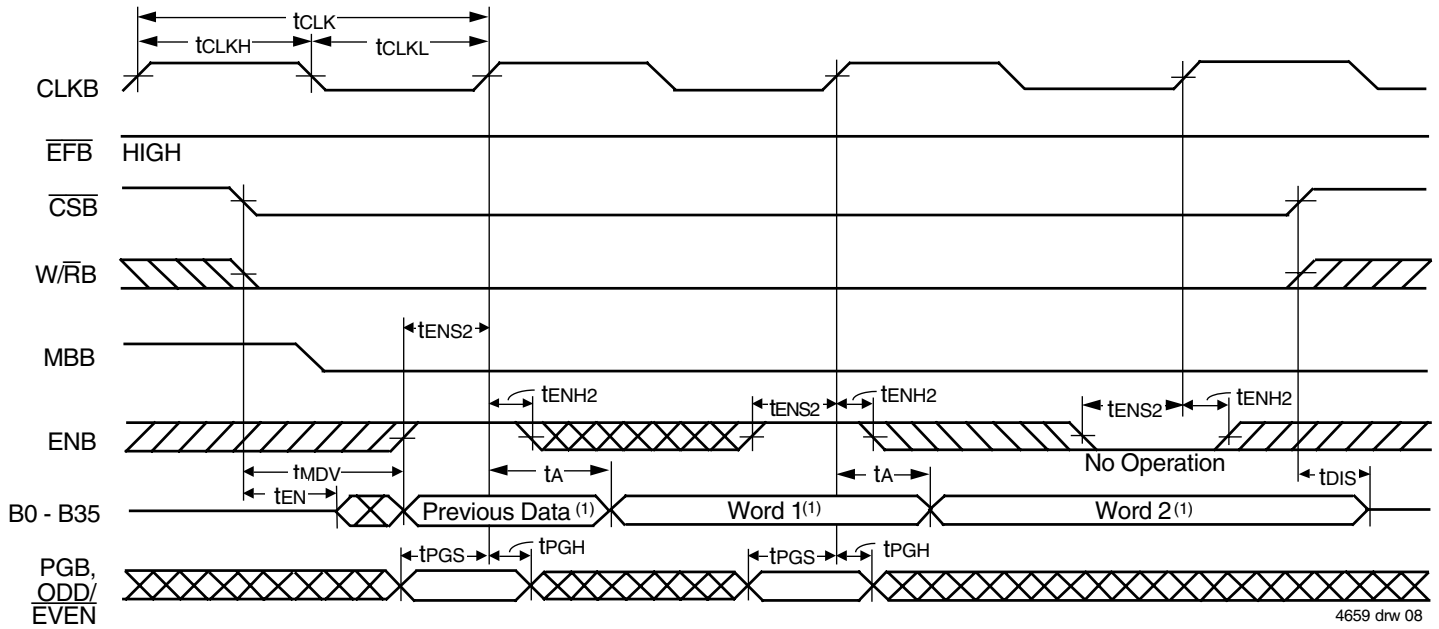 tCLK
tCLKH tCLKL
CLKB
EFB HIGH
CSB
W/RB
tENS2
MBB
tENH2 tENS2 tENH2 tENS2 tENH2
ENB
No Operation
tMDV tA tA
tEN tDIS
B0 - B35 Previous Data (1) Word 1(1) Word 2(1)
tPGS tPGH tPGS tPGH
PGB,
ODD/
EVEN
4659 drw 08